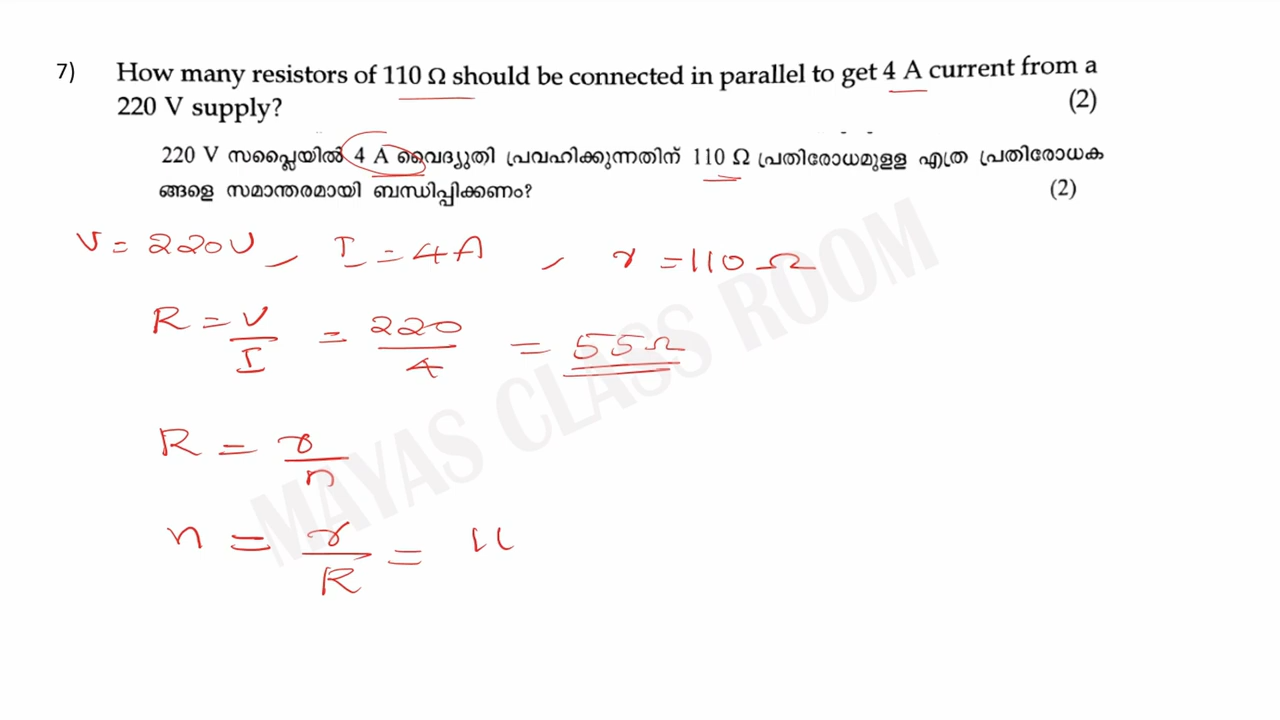 7) How many resistors of 110 Ω should be connected in parallel to get 4 A current from a
220 V supply? (2)
220 V സപ്ലൈയിൽ 4 A വൈദ്യുതി പ്രവഹിക്കുന്നതിന് 110 Ω പ്രതിരോധമുള്ള എത്ര പ്രതിരോധക
ങ്ങളെ സമാന്തരമായി ബന്ധിപ്പിക്കണം? (2)
V = 220V, I = 4A, r = 110 Ω
R = V/I = 220/4 = 55Ω
R = r/n
n = r/R = 11
MAYAS CLASS ROOM